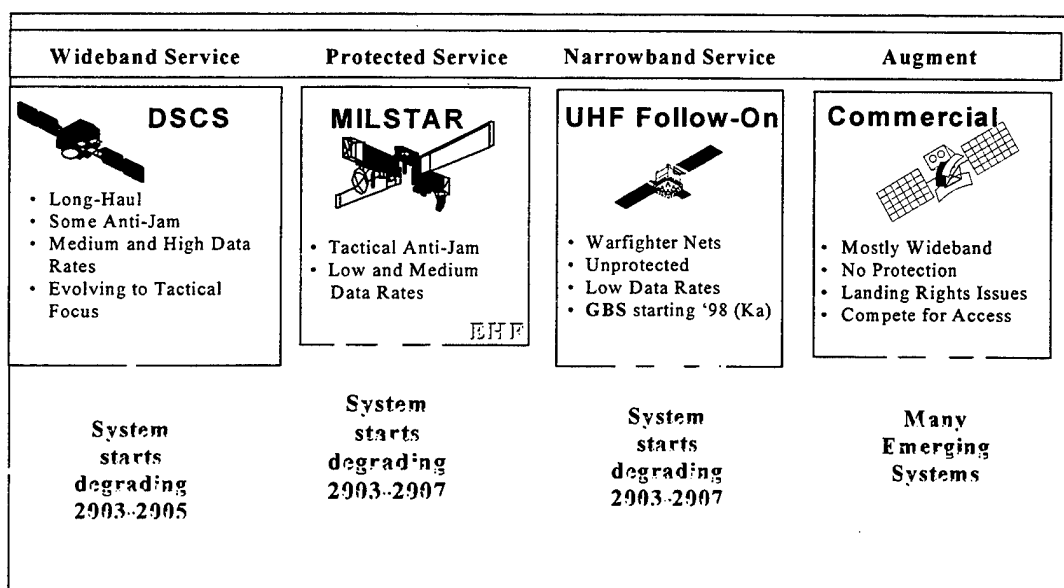 Wideband Service
Protected Service
Narrowband Service
Augment
DSCS
• Long-Haul
• Some Anti-Jam
• Medium and High Data
Rates
• Evolving to Tactical
Focus
MILSTAR
• Tactical Anti-Jam
• Low and Medium
Data Rates
EHF
UHF Follow-On
• Warfighter Nets
• Unprotected
• Low Data Rates
• GBS starting '98 (Ka)
Commercial
• Mostly Wideband
• No Protection
• Landing Rights Issues
• Compete for Access
System
starts
degrading
2003-2005
System
starts
degrading
2003-2007
System
starts
degrading
2003-2007
Many
Emerging
Systems